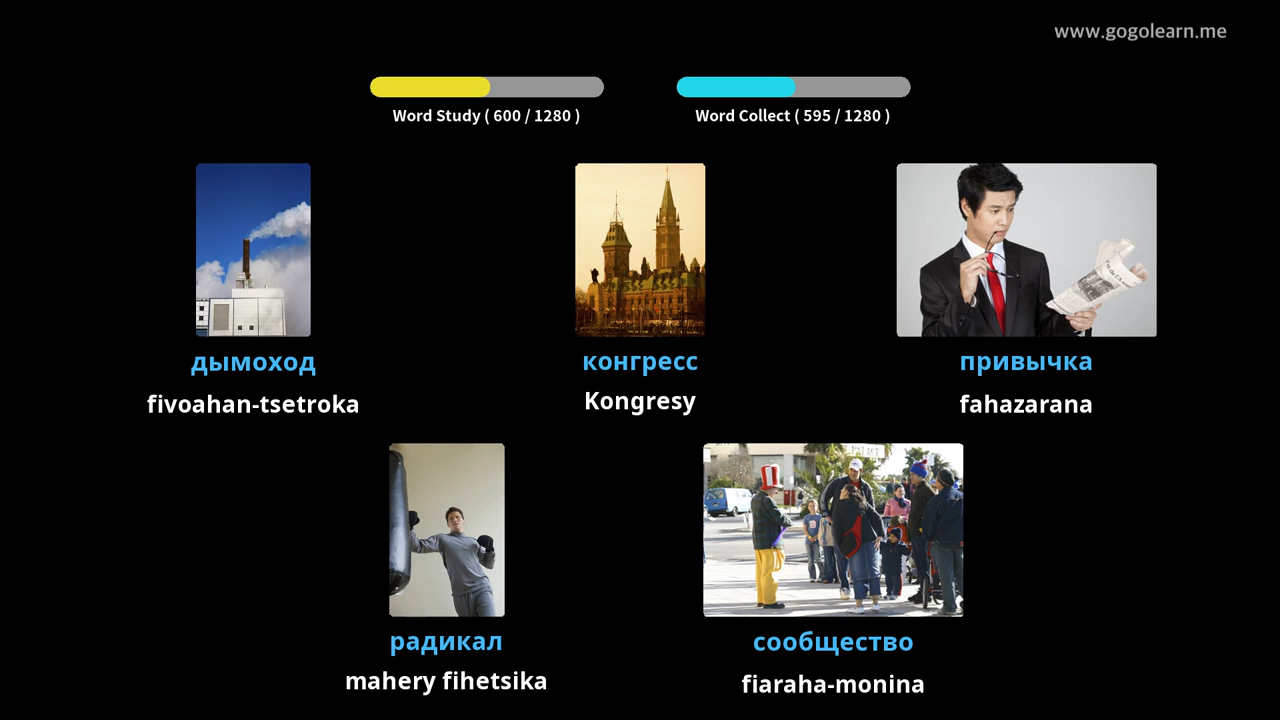 www.gogolearn.me
Word Study ( 600 / 1280 )
Word Collect ( 595 / 1280 )
дымоход
fivoahan-tsetroka
конгресс
Kongresy
привычка
fahazarana
радикал
mahery fihetsika
сообщество
fiaraha-monina